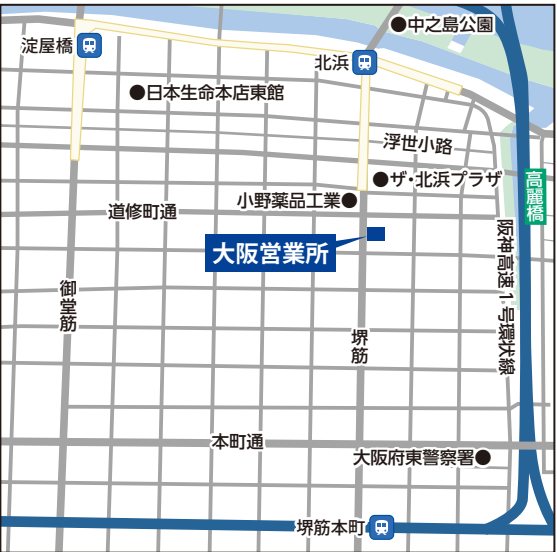 中之島公園
淀屋橋
北浜
日本生命本店東館
浮世小路
ザ・北浜プラザ
高麗橋
小野薬品工業
道修町通
大阪営業所
阪神高速1号環状線
御堂筋
堺筋
本町通
大阪府東警察署
堺筋本町